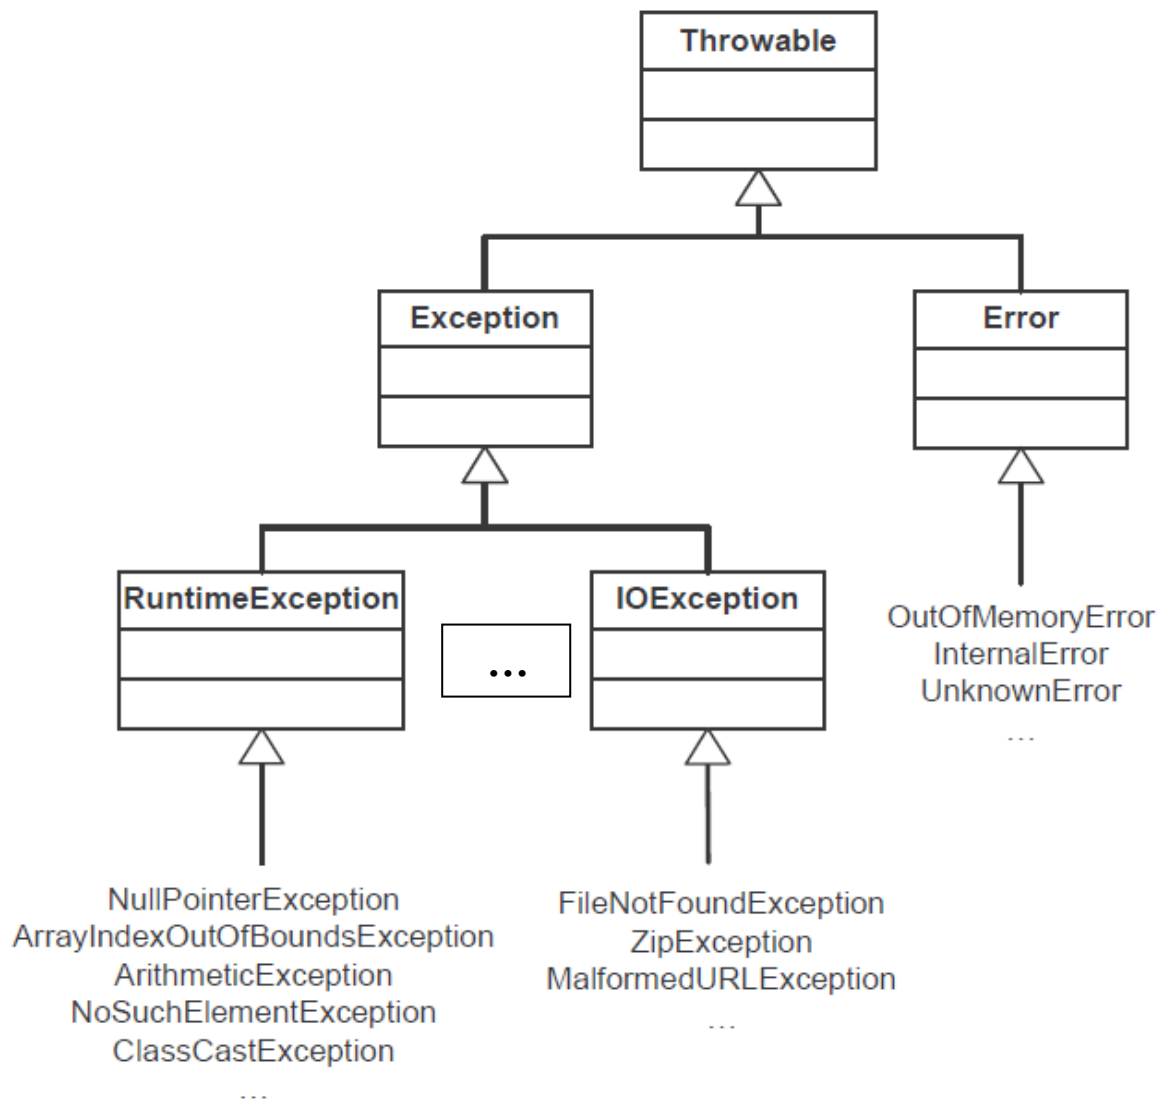 Throwable
Exception
Error
RuntimeException
...
IOException
OutOfMemoryError
InternalError
UnknownError
...
NullPointerException
ArrayIndexOutOfBoundsException
ArithmeticException
NoSuchElementException
ClassCastException
...
FileNotFoundException
ZipException
MalformedURLException
...